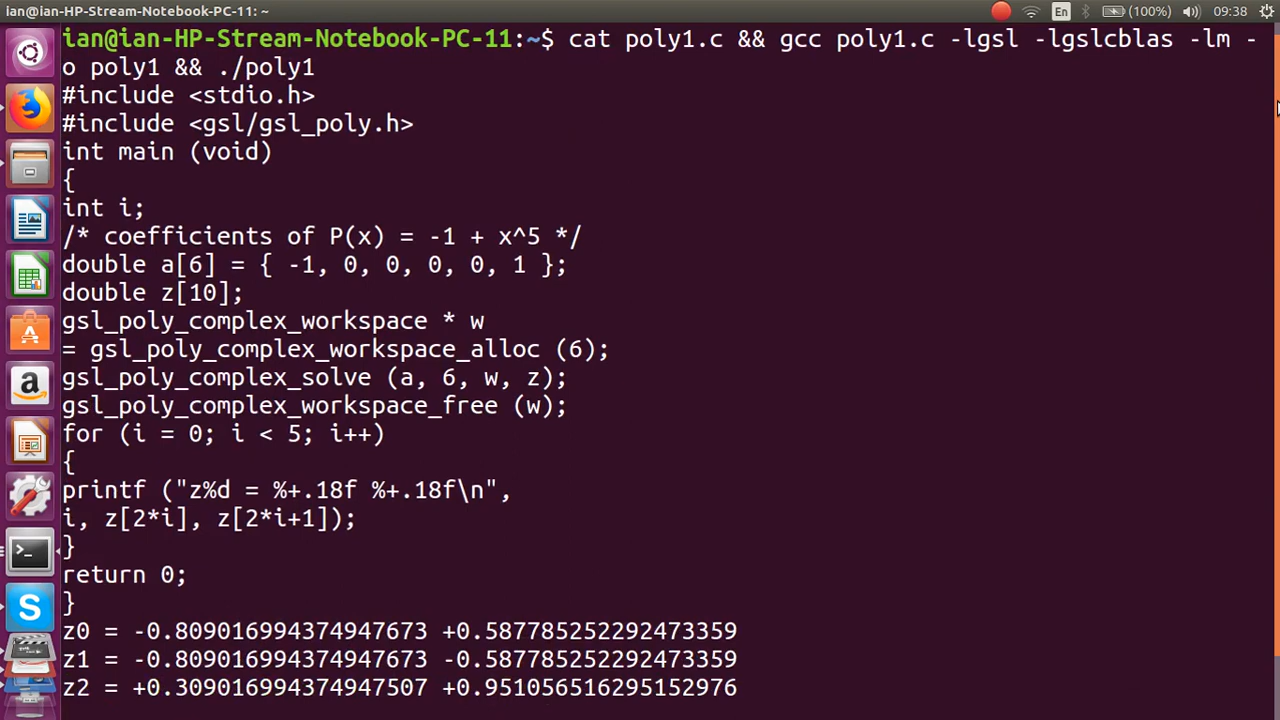 ian@ian-HP-Stream-Notebook-PC-11: ~
En
(100%)
09:38
ian@ian-HP-Stream-Notebook-PC-11:~$ cat poly1.c && gcc poly1.c -lgsl -lgslcblas -lm -
o poly1 && ./poly1
#include <stdio.h>
#include <gsl/gsl_poly.h>
int main (void)
{
int i;
/* coefficients of P(x) = -1 + x^5 */
double a[6] = { -1, 0, 0, 0, 0, 1 };
double z[10];
gsl_poly_complex_workspace * w
= gsl_poly_complex_workspace_alloc (6);
gsl_poly_complex_solve (a, 6, w, z);
gsl_poly_complex_workspace_free (w);
for (i = 0; i < 5; i++)
{
printf ("z%d = %+.18f %+.18f\n",
i, z[2*i], z[2*i+1]);
}
return 0;
}
z0 = -0.809016994374947673 +0.587785252292473359
z1 = -0.809016994374947673 -0.587785252292473359
z2 = +0.309016994374947507 +0.951056516295152976